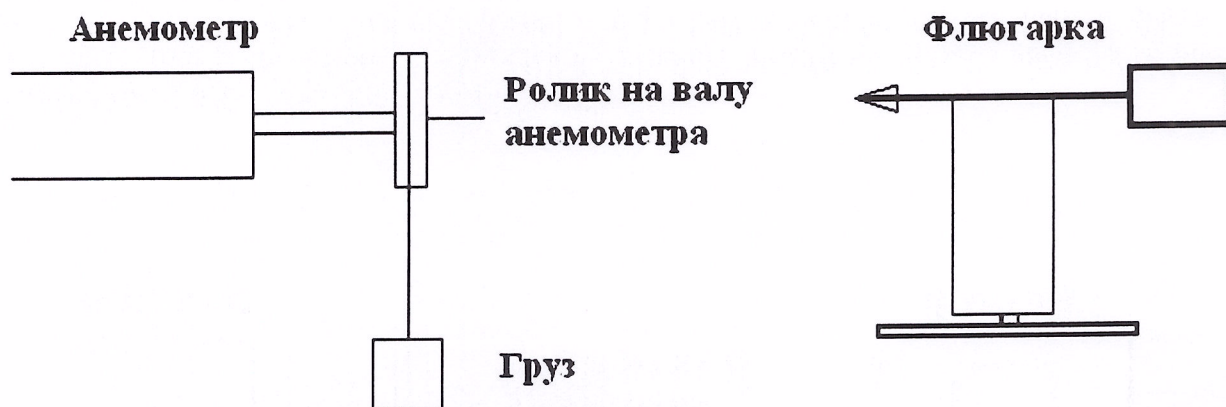 Анемометр
Флюгарка
Ролик на валу
анемометра
Груз